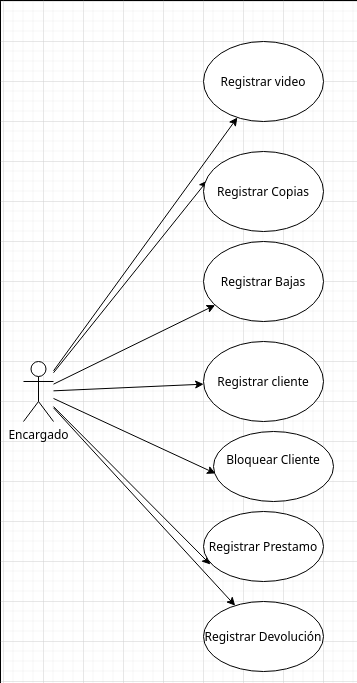 Registrar video
Registrar Copias
Registrar Bajas
Registrar cliente
Encargado
Bloquear Cliente
Registrar Prestamo
Registrar Devolución